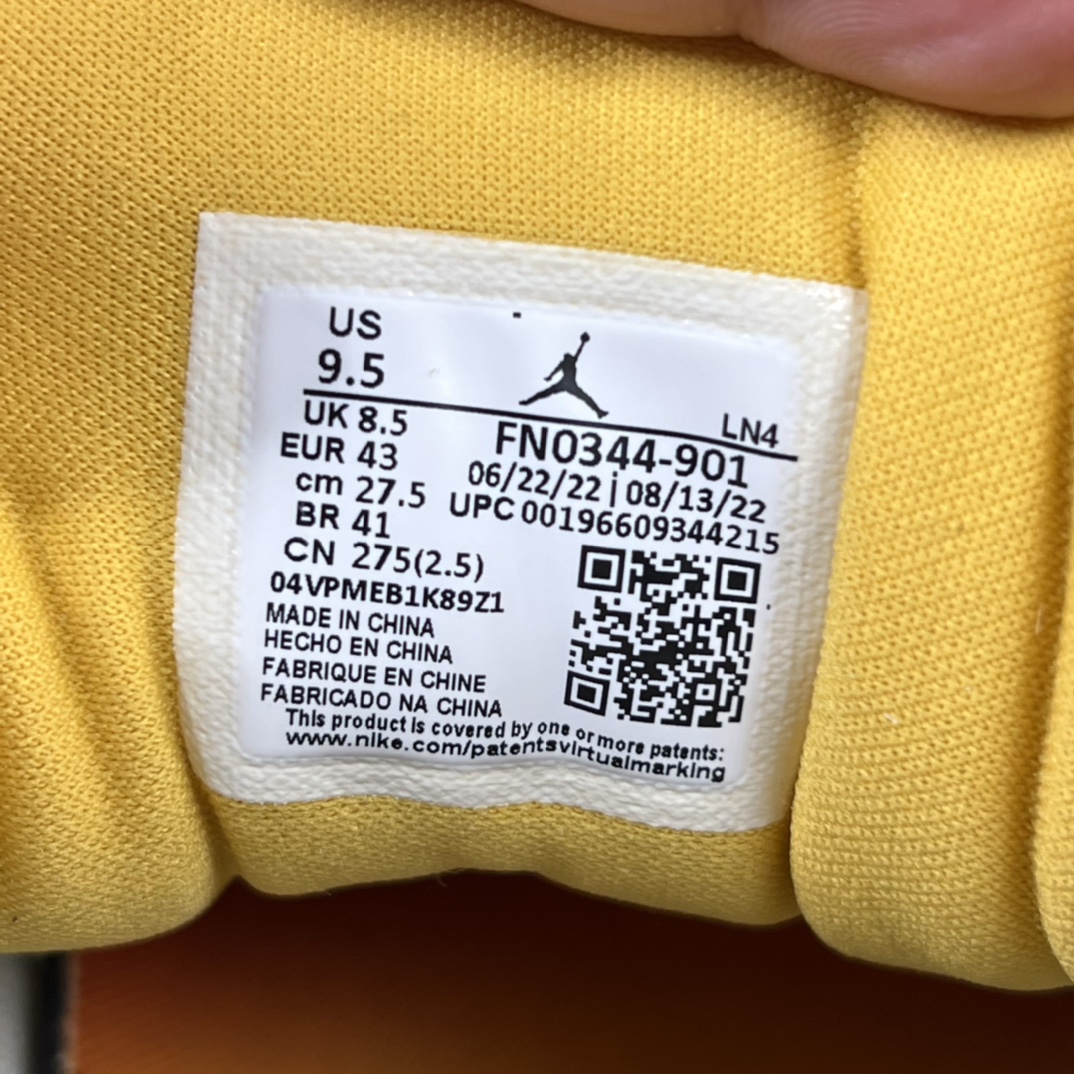 US
9.5
LN4
UK 8.5
EUR 43
cm 27.5
BR 41
CN 275(2.5)
FN0344-901
06/22/22 | 08/13/22
UPC 00196609344215
04VPMEB1K89Z1
MADE IN CHINA
HECHO EN CHINA
FABRIQUE EN CHINE
FABRICADO NA CHINA
This product is covered by one or more patents:
www.nike.com/patentsvirtualmarking